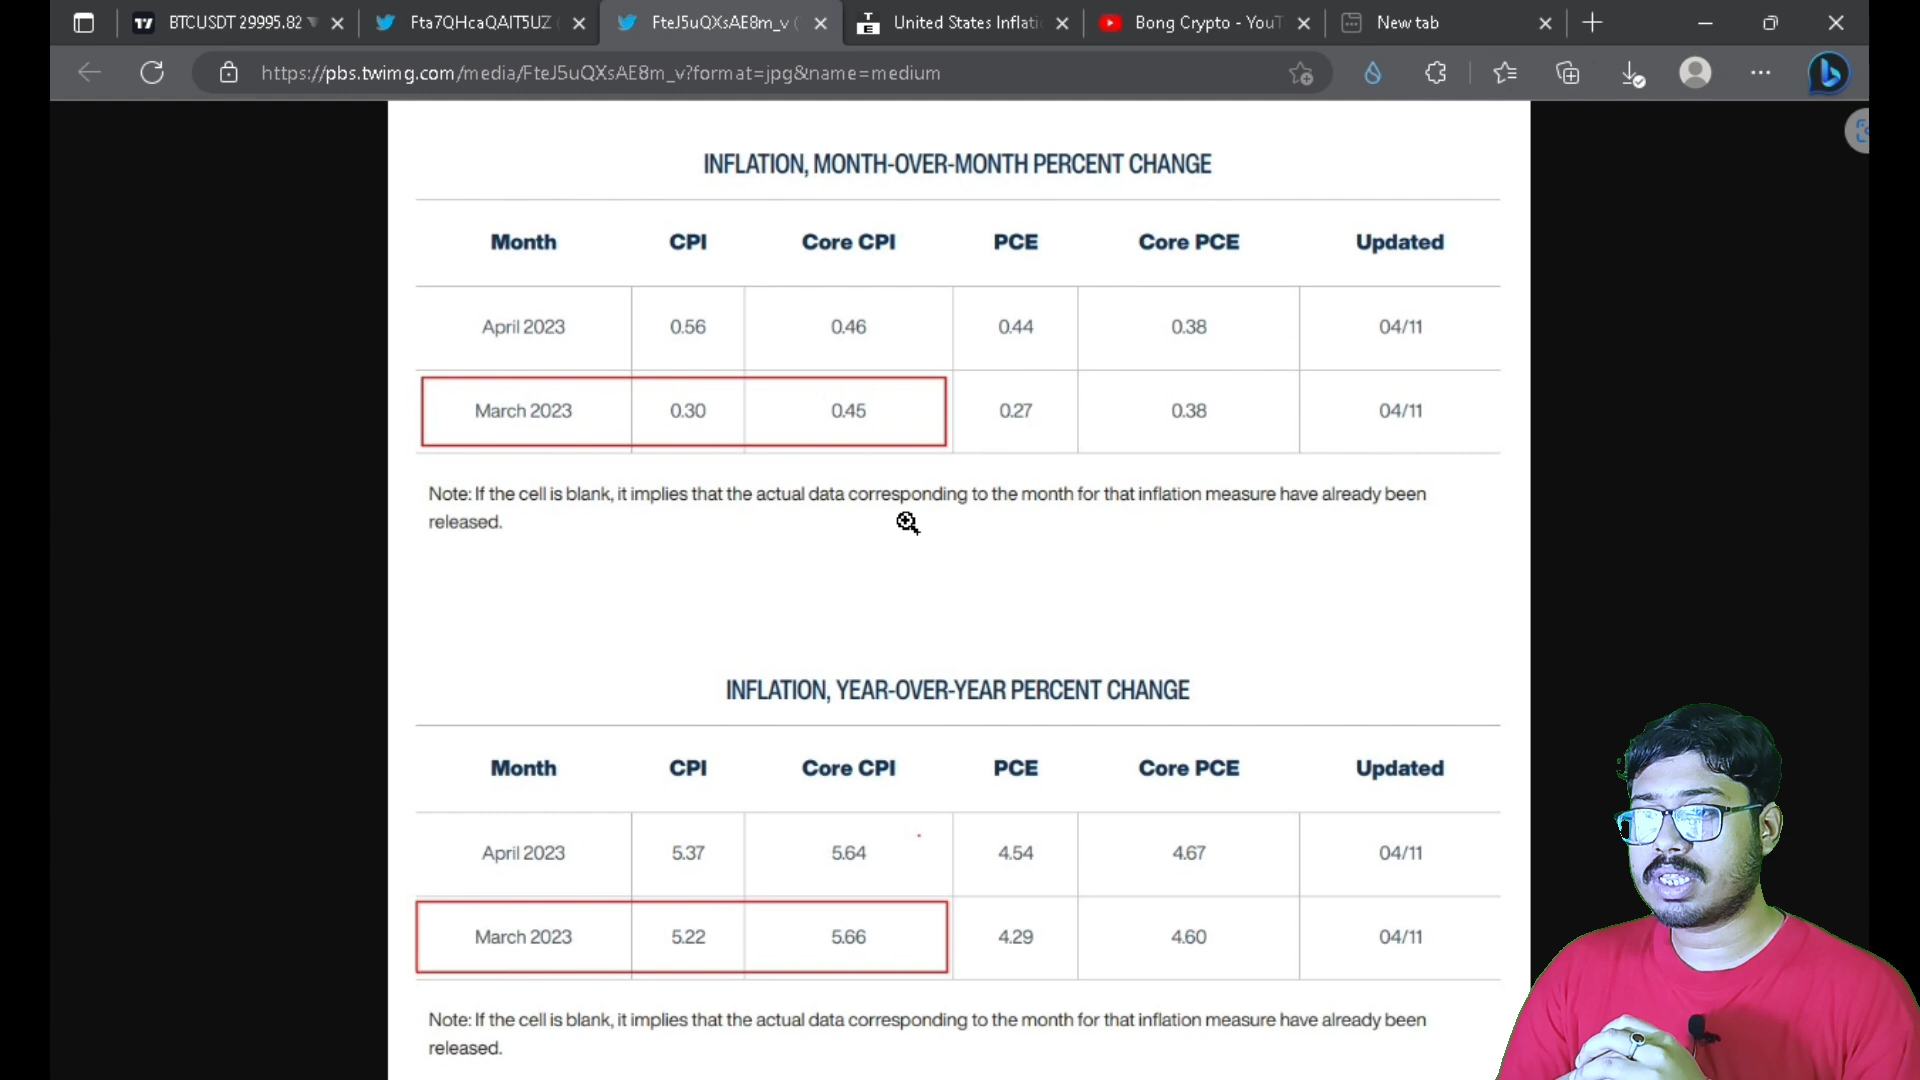 BTCUSDT 29995.82
Fta7QHcaQAIT5UZ
FteJ5uQXsAE8m_v (
United States Inflati
Bong Crypto - YouT
New tab
https://pbs.twimg.com/media/FteJ5uQXsAE8m_v?format=jpg&name=medium
INFLATION, MONTH-OVER-MONTH PERCENT CHANGE
Month CPI Core CPI PCE Core PCE Updated
April 2023 0.56 0.46 0.44 0.38 04/11
March 2023 0.30 0.45 0.27 0.38 04/11
Note: If the cell is blank, it implies that the actual data corresponding to the month for that inflation measure have already been
released.
INFLATION, YEAR-OVER-YEAR PERCENT CHANGE
Month CPI Core CPI PCE Core PCE Updated
April 2023 5.37 5.64 4.54 4.67 04/11
March 2023 5.22 5.66 4.29 4.60 04/11
Note: If the cell is blank, it implies that the actual data corresponding to the month for that inflation measure have already been
released.